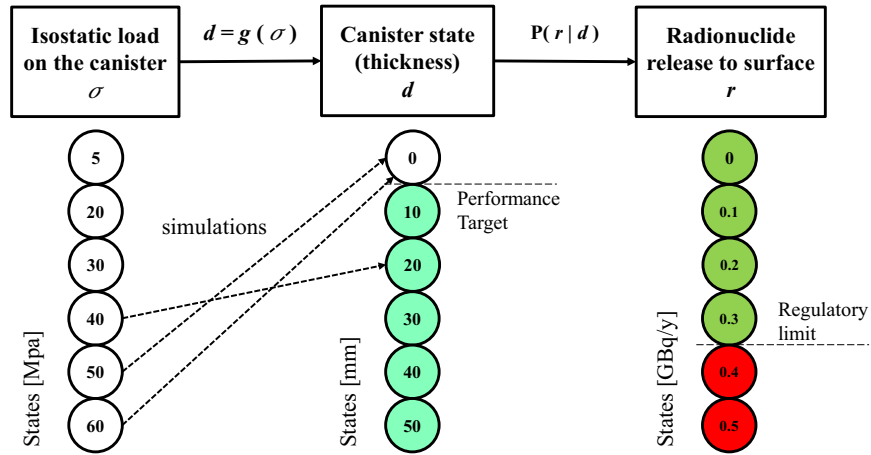 Isostatic load
on the canister
σ
d = g ( σ )
Canister state
(thickness)
d
P( r | d )
Radionuclide
release to surface
r
States [Mpa]
5
20
30
40
50
60
simulations
States [mm]
0
10
20
30
40
50
Performance
Target
States [GBq/y]
0
0.1
0.2
0.3
0.4
0.5
Regulatory
limit